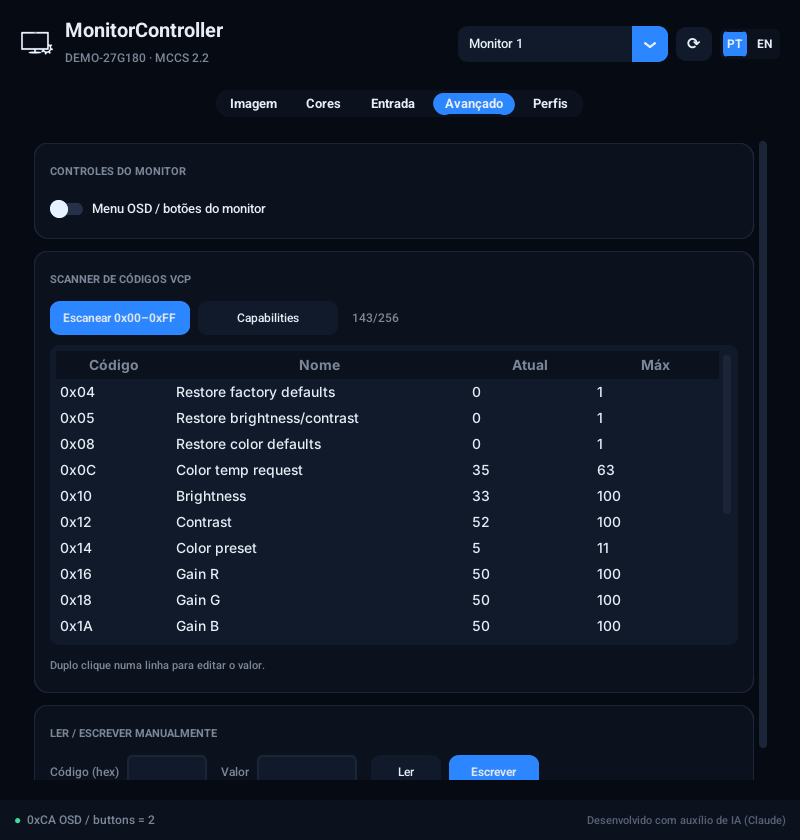 MonitorController
DEMO-27G180 · MCCS 2.2
Monitor 1
PT EN
Imagem Cores Entrada Avançado Perfis
CONTROLES DO MONITOR
Menu OSD / botões do monitor
SCANNER DE CÓDIGOS VCP
Escanear 0x00–0xFF Capabilities 143/256
Código Nome Atual Máx
0x04 Restore factory defaults 0 1
0x05 Restore brightness/contrast 0 1
0x08 Restore color defaults 0 1
0x0C Color temp request 35 63
0x10 Brightness 33 100
0x12 Contrast 52 100
0x14 Color preset 5 11
0x16 Gain R 50 100
0x18 Gain G 50 100
0x1A Gain B 50 100
Duplo clique numa linha para editar o valor.
LER / ESCREVER MANUALMENTE
Código (hex) Valor Ler Escrever
0xCA OSD / buttons = 2
Desenvolvido com auxílio de IA (Claude)